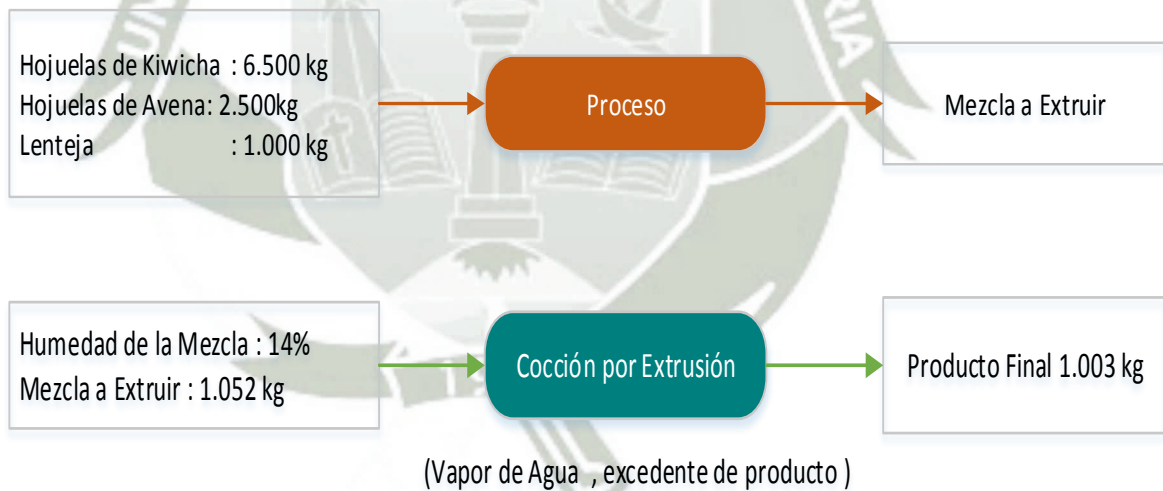 Hojuelas de Kiwicha : 6.500 kg
Hojuelas de Avena: 2.500kg
Lenteja : 1.000 kg
Proceso
Mezcla a Extruir
Humedad de la Mezcla : 14%
Mezcla a Extruir : 1.052 kg
Cocción por Extrusión
Producto Final 1.003 kg
(Vapor de Agua , excedente de producto )